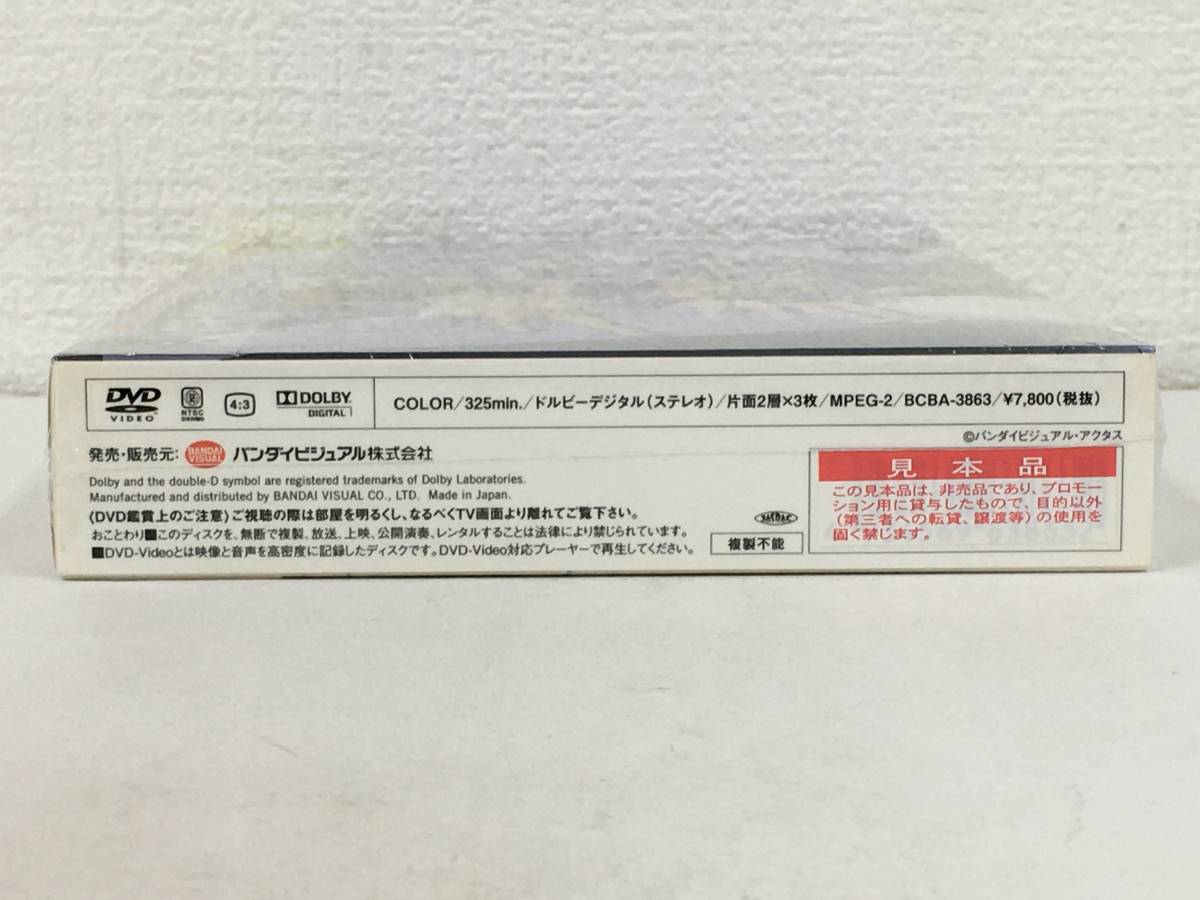 DVD
VIDEO
2
NTSC
4:3
DOLBY
DIGITAL
COLOR/325min./ドルビーデジタル(ステレオ)/片面2層×3枚/MPEG-2/BCBA-3863/¥7,800(税抜)
©バンダイビジュアル・アクタス
発売・販売元: BANDAI VISUAL バンダイビジュアル株式会社
Dolby and the double-D symbol are registered trademarks of Dolby Laboratories.
Manufactured and distributed by BANDAI VISUAL CO., LTD. Made in Japan.
〈DVD鑑賞上のご注意〉ご視聴の際は部屋を明るくし、なるべくTV画面より離れてご覧下さい。
おことわり■このディスクを、無断で複製、放送、上映、公開演奏、レンタルすることは法律により禁じられています。
■DVD-Videoとは映像と音声を高密度に記録したディスクです。DVD-Video対応プレーヤーで再生してください。
複製不能
見本品
この見本品は、非売品であり、プロモー
ション用に貸与したもので、目的以外
(第三者への転貸、譲渡等)の使用を
固く禁じます。